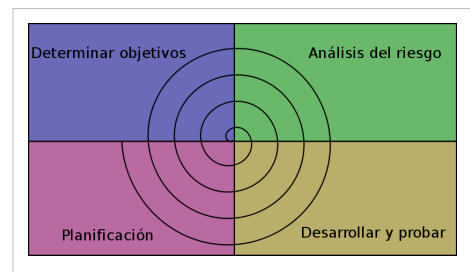 Determinar objetivos
Análisis del riesgo
Planificación
Desarrollar y probar